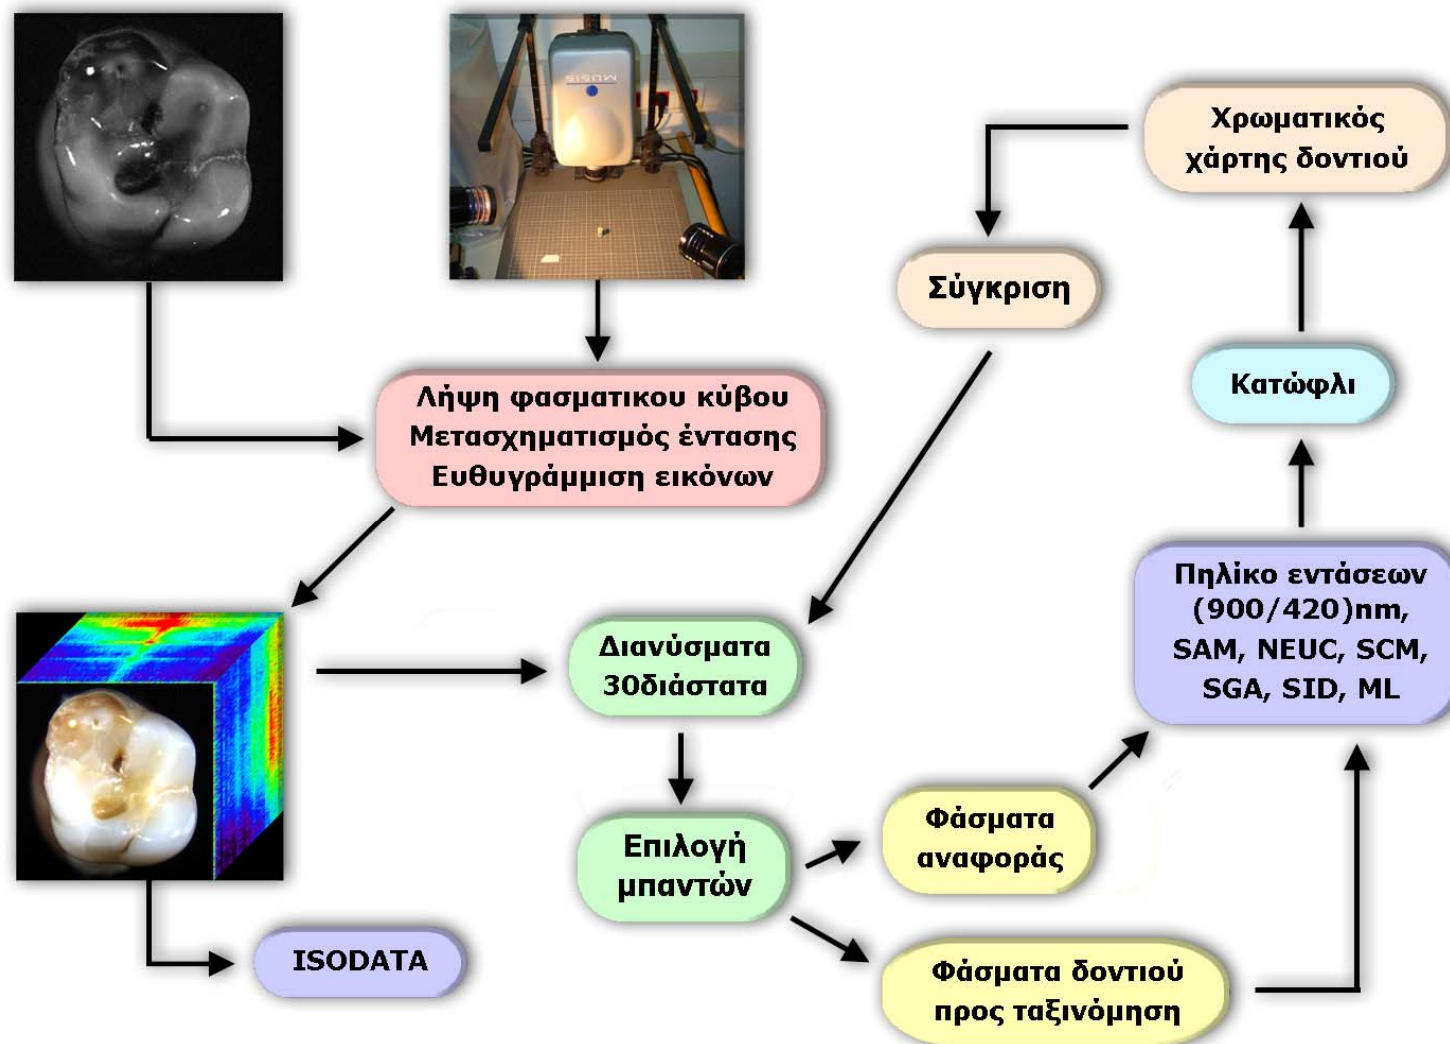 MUSIS
Χρωματικός
χάρτης δοντιού
Σύγκριση
Κατώφλι
Λήψη φασματικου κύβου
Μετασχηματισμός έντασης
Ευθυγράμμιση εικόνων
Πηλίκο εντάσεων
(900/420)nm,
SAM, NEUC, SCM,
SGA, SID, ML
Διανύσματα
30διάστατα
Επιλογή
μπαντών
Φάσματα
αναφοράς
ISODATA
Φάσματα δοντιού
προς ταξινόμηση